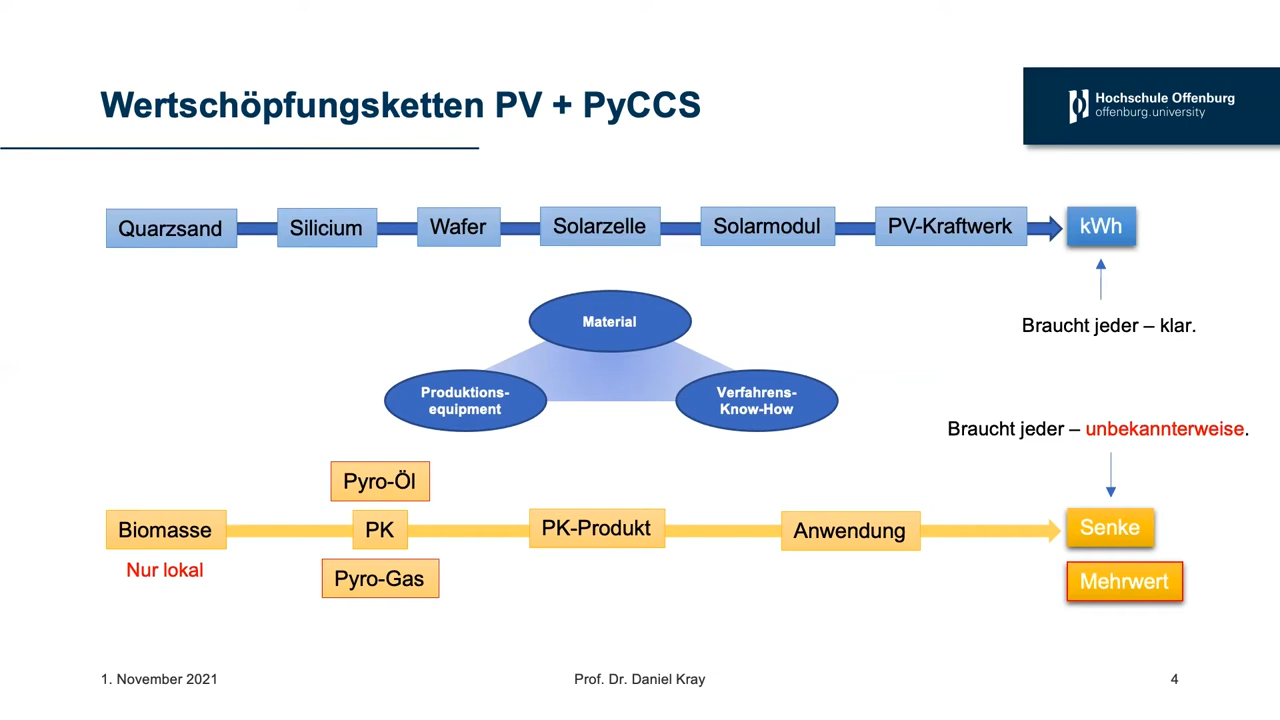 Wertschöpfungsketten PV + PyCCS
Hochschule Offenburg
offenburg.university
Quarzsand
Silicium
Wafer
Solarzelle
Solarmodul
PV-Kraftwerk
kWh
Braucht jeder – klar.
Material
Produktions-
equipment
Verfahrens-
Know-How
Braucht jeder – unbekannterweise.
Pyro-Öl
Biomasse
PK
PK-Produkt
Anwendung
Senke
Nur lokal
Pyro-Gas
Mehrwert
1. November 2021
Prof. Dr. Daniel Kray
4